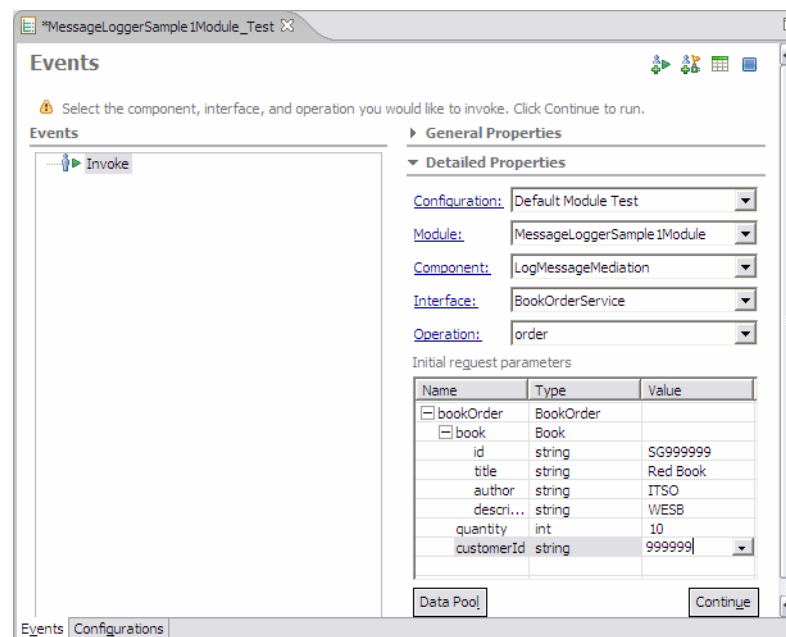 *MessageLoggerSample1Module_Test
Events
Select the component, interface, and operation you would like to invoke. Click Continue to run.
Events
Invoke
General Properties
Detailed Properties
Configuration: Default Module Test
Module: MessageLoggerSample1Module
Component: LogMessageMediation
Interface: BookOrderService
Operation: order
Initial request parameters
Name Type Value
bookOrder BookOrder
book Book
id string SG999999
title string Red Book
author string ITSO
descri... string WESB
quantity int 10
customerId string 999999
Data Pool Continue
Events Configurations